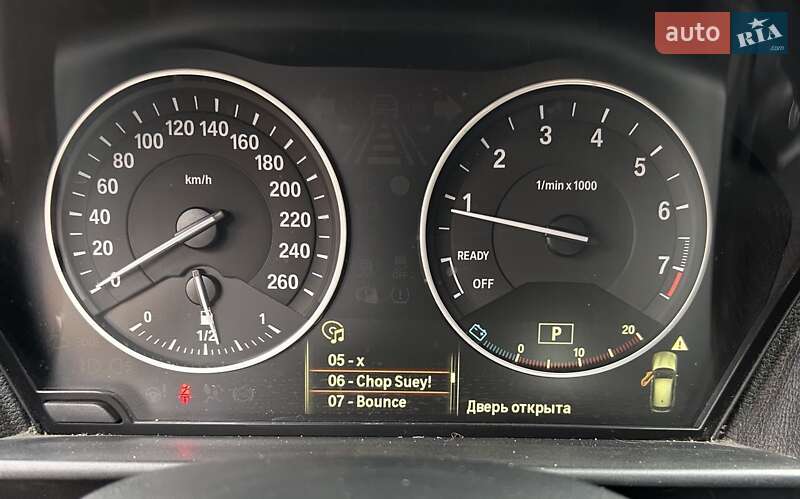 auto RIA
.com
0 20 40 60 80 100 120 140 160 180 200 220 240 260
km/h
0 1/2 1
1 2 3 4 5 6 7
1/min x 1000
READY
OFF
P
0 10 20
05 - x
06 - Chop Suey!
07 - Bounce
Дверь открыта